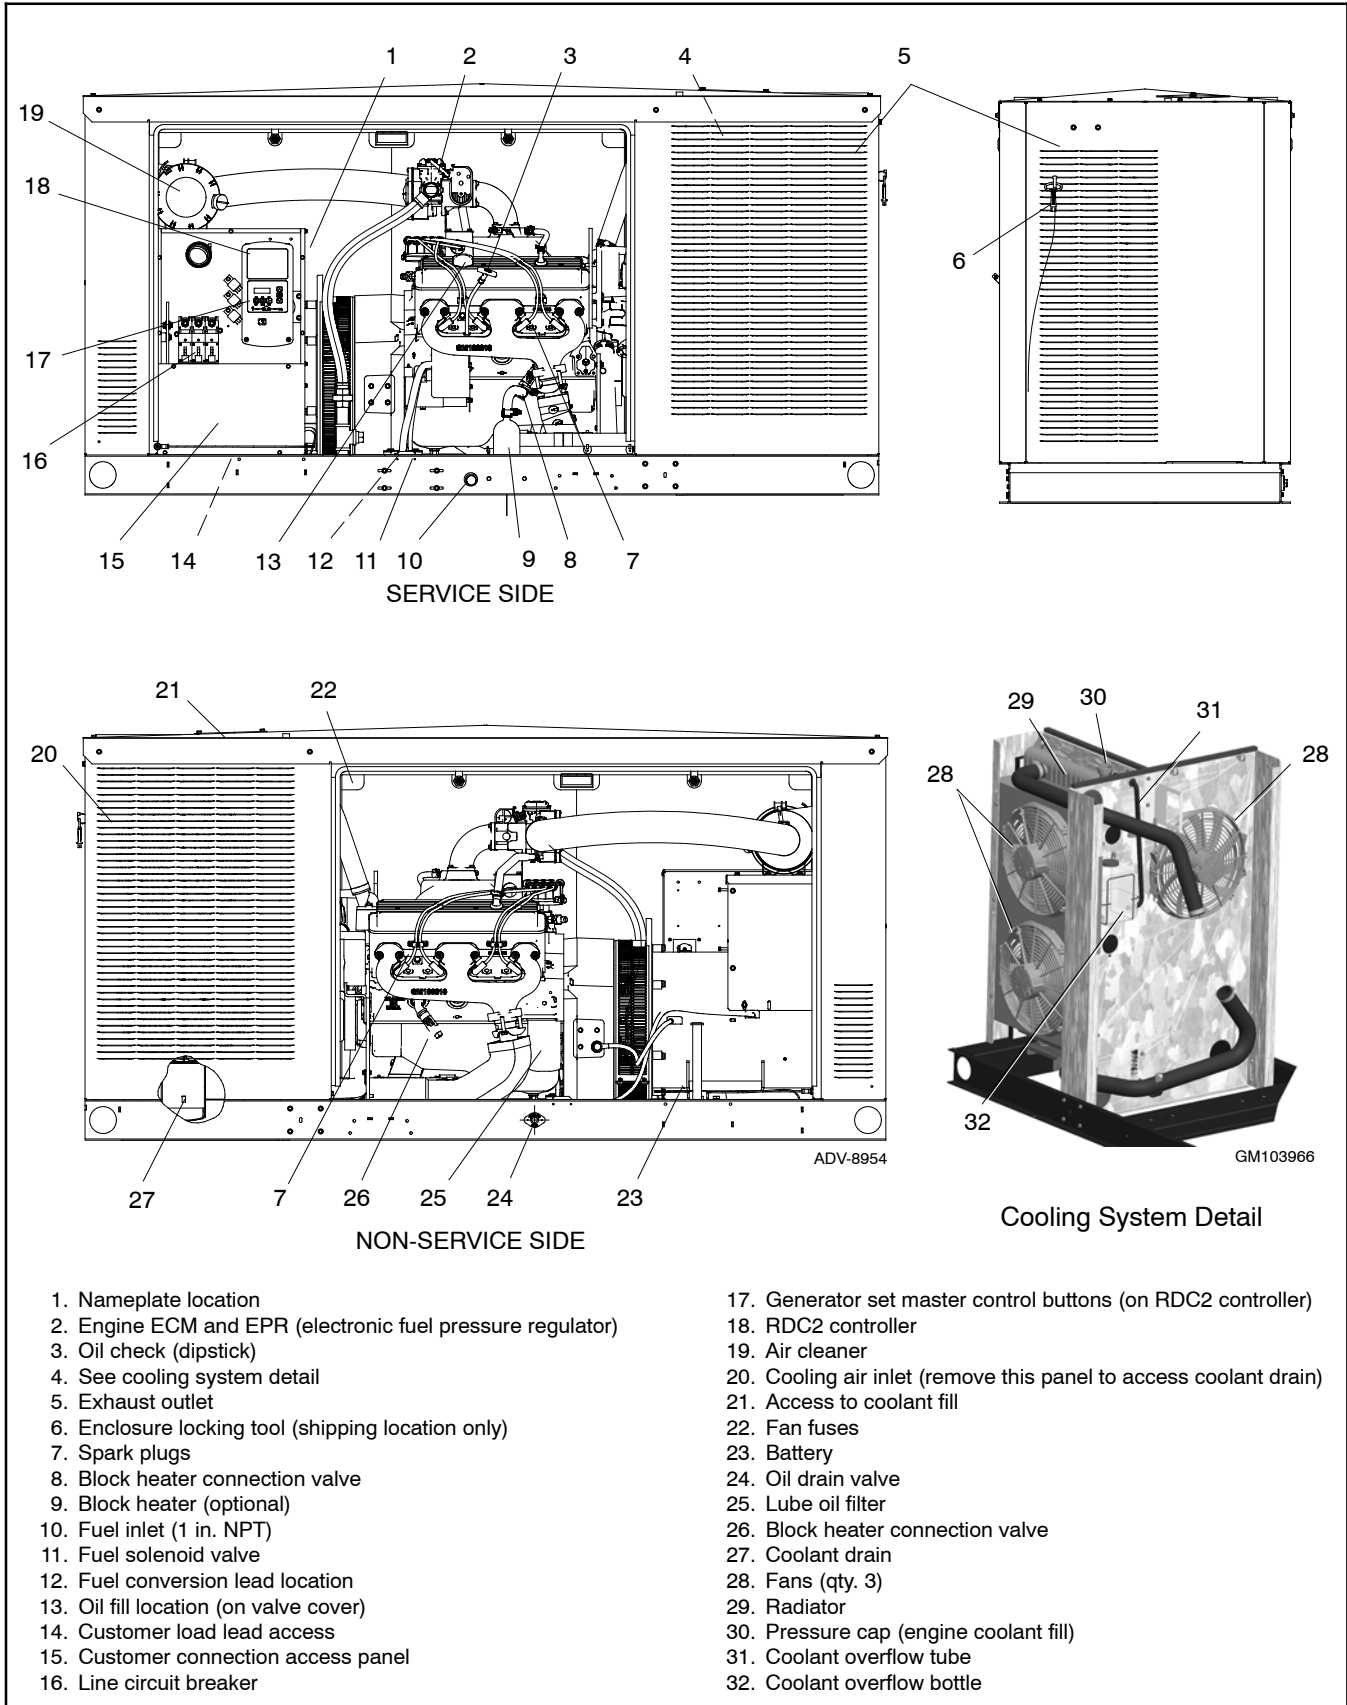 1
2
3
4
5
19
18
17
16
6
15
14
13
12
11
10
9
8
7
SERVICE SIDE
21
22
20
27
7
26
25
24
23
ADV-8954
NON-SERVICE SIDE
29
30
31
28
28
32
GM103966
Cooling System Detail
1. Nameplate location
2. Engine ECM and EPR (electronic fuel pressure regulator)
3. Oil check (dipstick)
4. See cooling system detail
5. Exhaust outlet
6. Enclosure locking tool (shipping location only)
7. Spark plugs
8. Block heater connection valve
9. Block heater (optional)
10. Fuel inlet (1 in. NPT)
11. Fuel solenoid valve
12. Fuel conversion lead location
13. Oil fill location (on valve cover)
14. Customer load lead access
15. Customer connection access panel
16. Line circuit breaker
17. Generator set master control buttons (on RDC2 controller)
18. RDC2 controller
19. Air cleaner
20. Cooling air inlet (remove this panel to access coolant drain)
21. Access to coolant fill
22. Fan fuses
23. Battery
24. Oil drain valve
25. Lube oil filter
26. Block heater connection valve
27. Coolant drain
28. Fans (qty. 3)
29. Radiator
30. Pressure cap (engine coolant fill)
31. Coolant overflow tube
32. Coolant overflow bottle